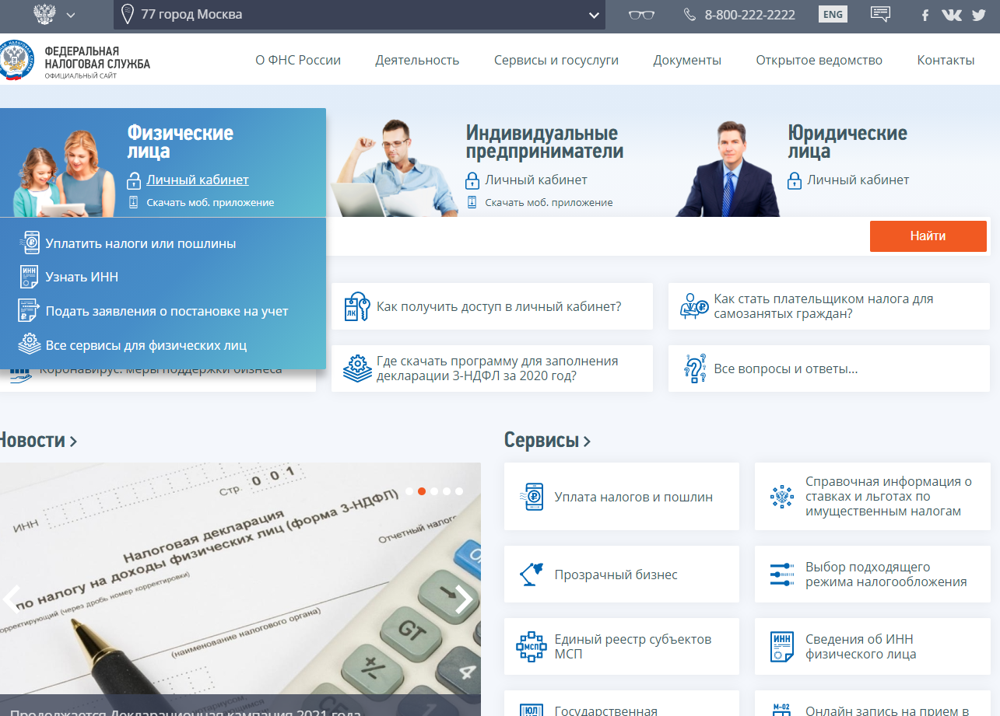 77 город Москва
8-800-222-2222
ENG
ФЕДЕРАЛЬНАЯ
НАЛОГОВАЯ СЛУЖБА
ОФИЦИАЛЬНЫЙ САЙТ
О ФНС России
Деятельность
Сервисы и госуслуги
Документы
Открытое ведомство
Контакты
Физические
лица
Личный кабинет
Скачать моб. приложение
Индивидуальные
предприниматели
Личный кабинет
Скачать моб. приложение
Юридические
лица
Личный кабинет
Уплатить налоги или пошлины
ИНН
Узнать ИНН
Подать заявления о постановке на учет
Все сервисы для физических лиц
Найти
ЛК
Как получить доступ в личный кабинет?
Как стать плательщиком налога для
самозанятых граждан?
Коронавирус: меры поддержки бизнеса
Где скачать программу для заполнения
декларации 3-НДФЛ за 2020 год?
Все вопросы и ответы...
Новости
Стр. 0 0 1
ИНН
Налоговая декларация
по налогу на доходы физических лиц (форма 3-НДФЛ)
Отчетный налого
орректирующий (через дробь номер корректировки)
(наименование налогового органа)
GT
+/-
4
Продолжается Декларационная кампания 2021 года
Сервисы
Уплата налогов и пошлин
Справочная информация о
ставках и льготах по
имущественным налогам
Прозрачный бизнес
Выбор подходящего
режима налогообложения
МСП
Единый реестр субъектов
МСП
ИНН
Сведения об ИНН
физического лица
ЮЛ
Государственная
М-02
Онлайн запись на прием в